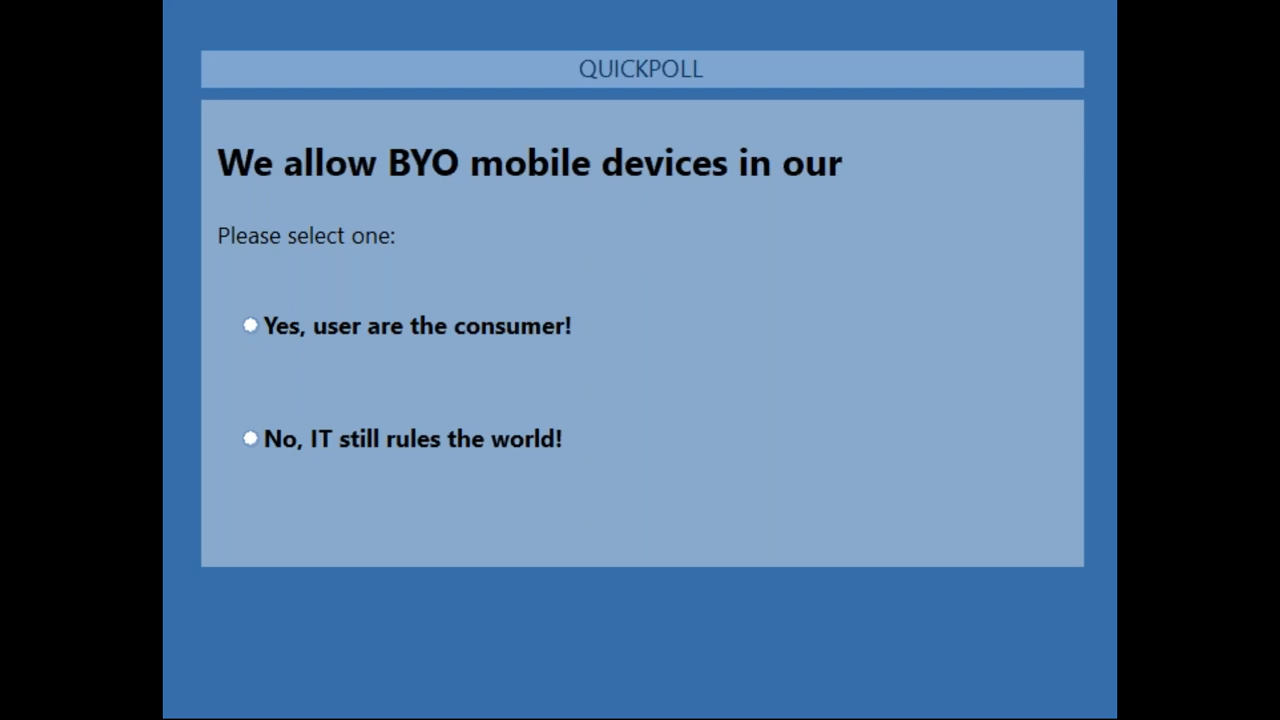 QUICKPOLL
We allow BYO mobile devices in our
Please select one:
Yes, user are the consumer!
No, IT still rules the world!